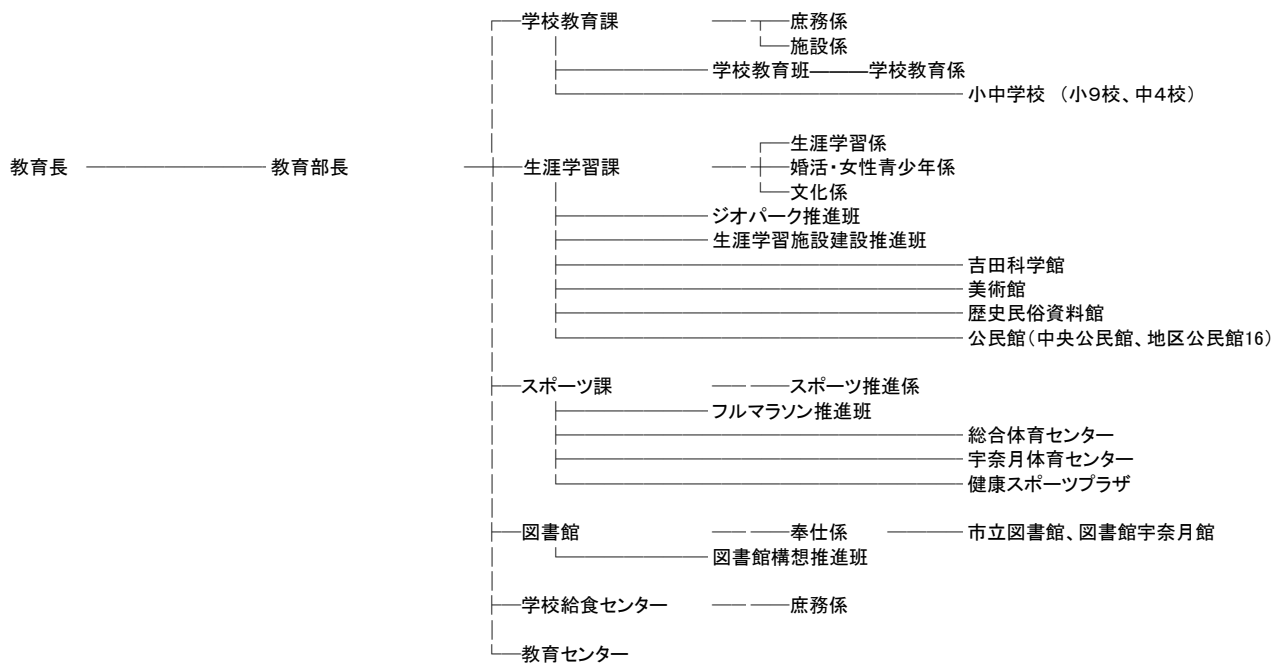 学校教育課 庶務係
施設係
学校教育班 学校教育係
小中学校 (小9校、中4校)
生涯学習係
教育長 教育部長 生涯学習課 婚活・女性青少年係
文化係
ジオパーク推進班
生涯学習施設建設推進班
吉田科学館
美術館
歴史民俗資料館
公民館(中央公民館、地区公民館16)
スポーツ課 スポーツ推進係
フルマラソン推進班
総合体育センター
宇奈月体育センター
健康スポーツプラザ
図書館 奉仕係 市立図書館、図書館宇奈月館
図書館構想推進班
学校給食センター 庶務係
教育センター